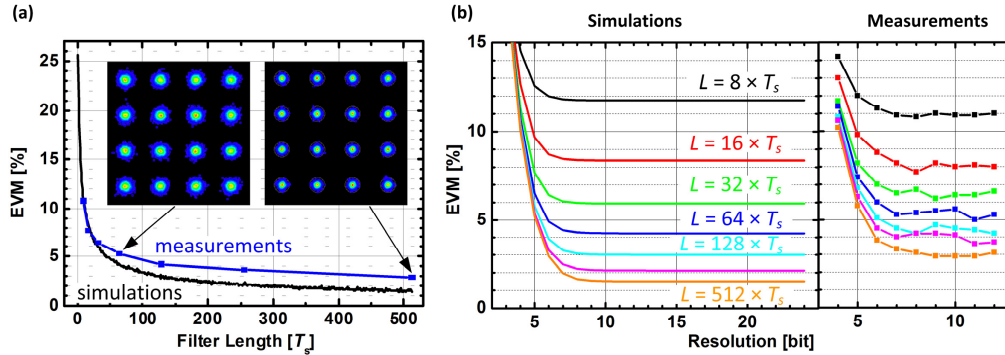 (a)
25
20
15
10
5
0
EVM [%]
measurements
simulations
0 100 200 300 400 500
Filter Length [Tₛ]
(b)
Simulations
Measurements
15
10
5
0
EVM [%]
L = 8 × Tₛ
L = 16 × Tₛ
L = 32 × Tₛ
L = 64 × Tₛ
L = 128 × Tₛ
L = 512 × Tₛ
5 10 15 20 5 10
Resolution [bit]